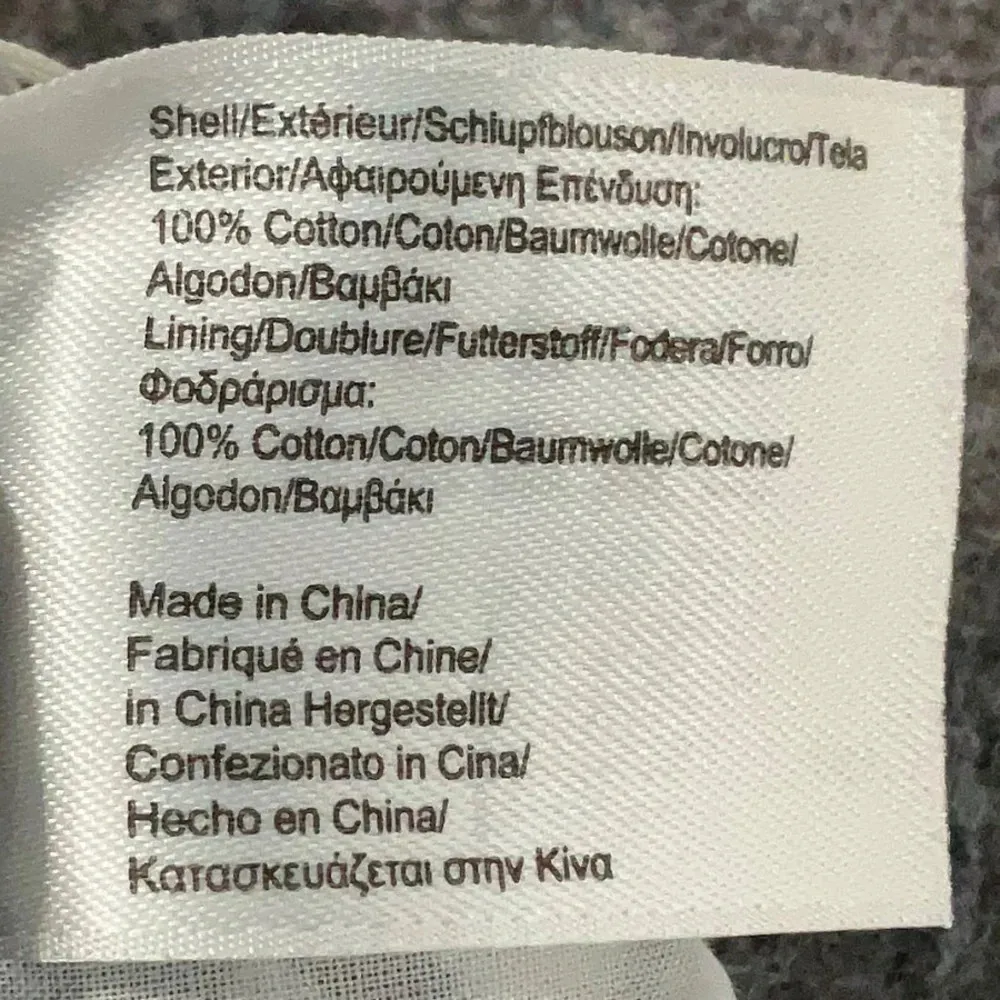 Shell/Extérieur/Schlupfblouson/Involucro/Tela
Exterior/Αφαιρούμενη Επένδυση:
100% Cotton/Coton/Baumwolle/Cotone/
Algodon/Βαμβάκι
Lining/Doublure/Futterstoff/Fodera/Forro/
Φοδράρισμα:
100% Cotton/Coton/Baumwolle/Cotone/
Algodon/Βαμβάκι
Made in China/
Fabriqué en Chine/
in China Hergestellt/
Confezionato in Cina/
Hecho en China/
Κατασκευάζεται στην Κίνα